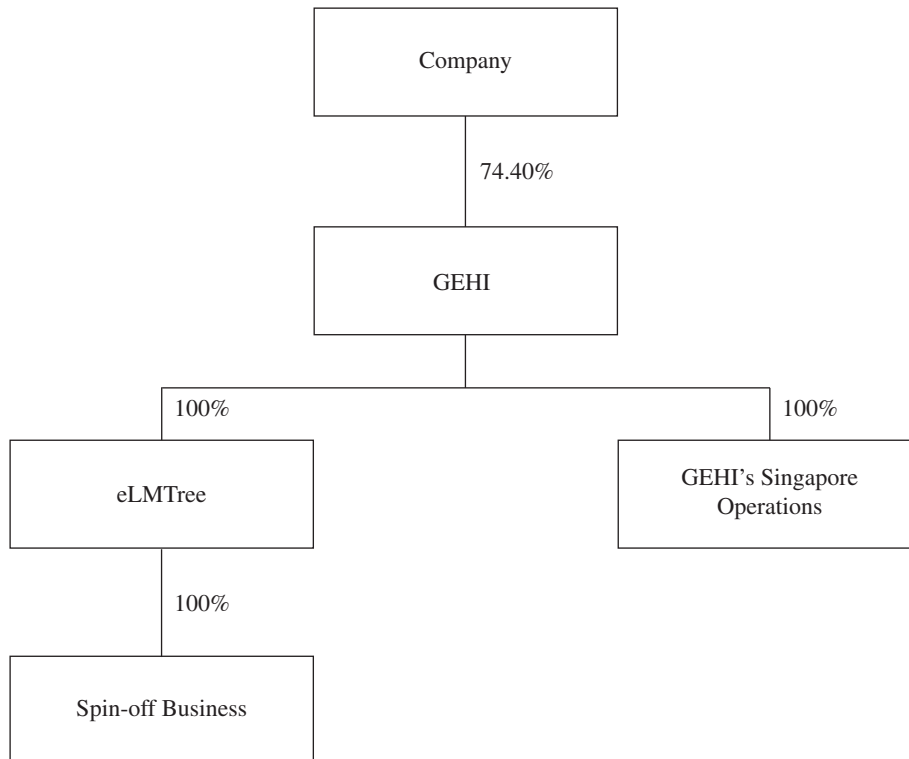 Company
74.40%
GEHI
100%
100%
eLMTree
GEHI’s Singapore
Operations
100%
Spin-off Business